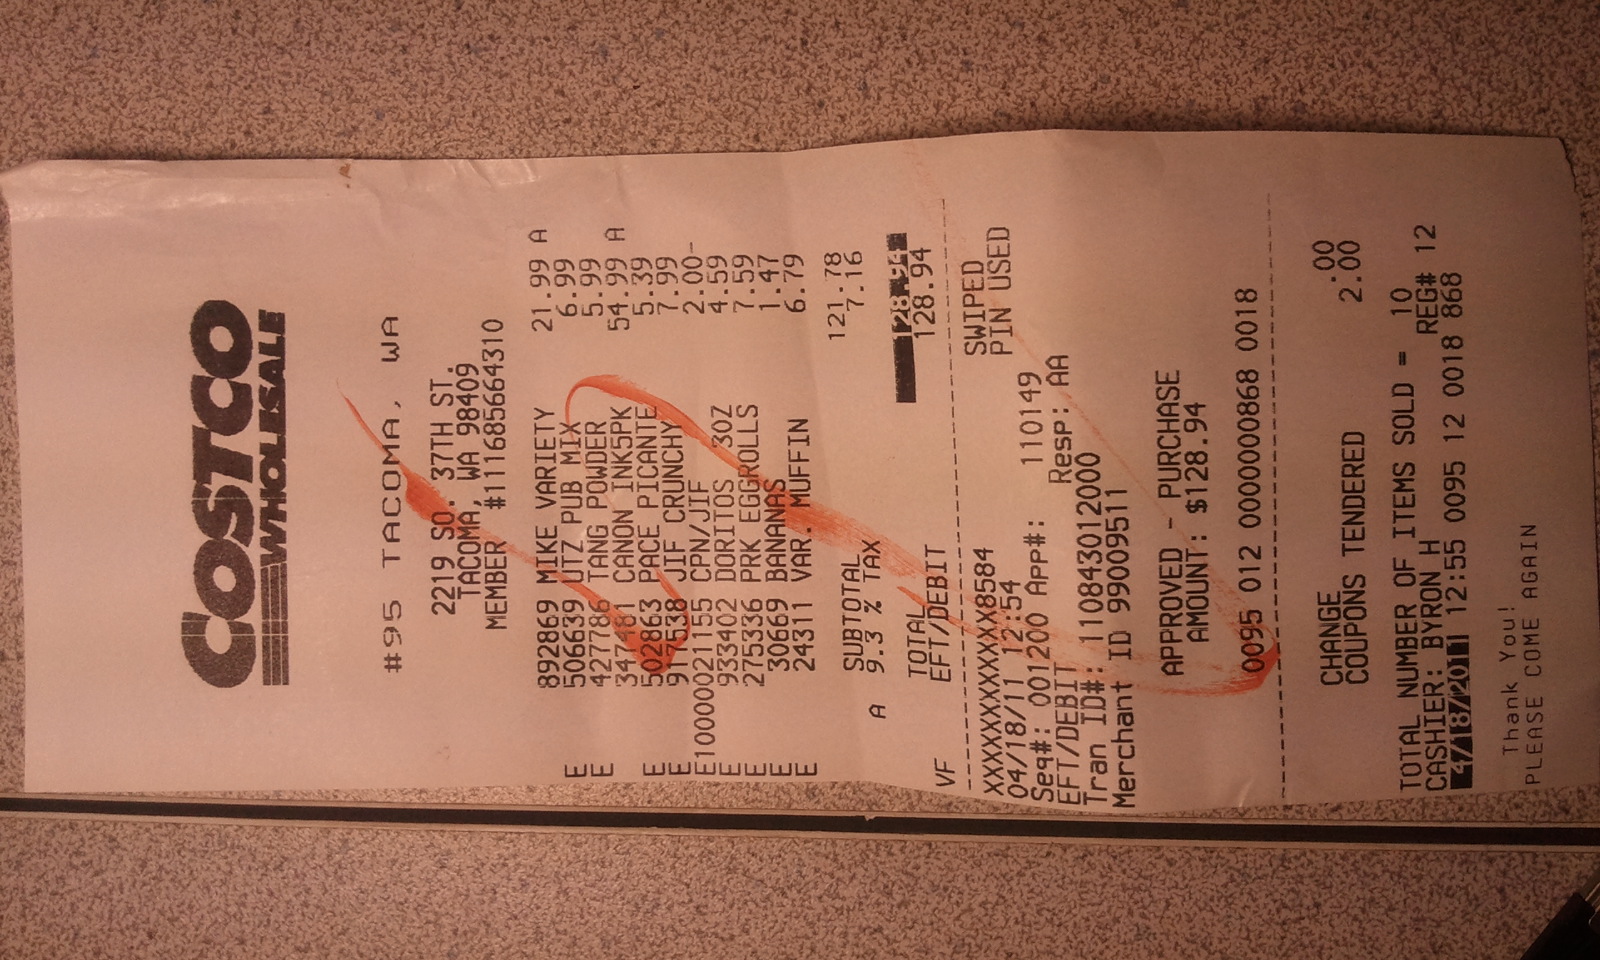 COSTCO
WHOLESALE
#95 TACOMA, WA
2219 SO. 37TH ST.
TACOMA, WA 98409
MEMBER #111685664310
892869 MIKE VARIETY 21.99 A
E 506639 UTZ PUB MIX 6.99
E 427786 TANG POWDER 5.99
347481 CANON INK5PK 54.99 A
E 502863 PACE PICANTE 5.39
E 917538 JIF CRUNCHY 7.99
E1000002 1155 CPN/JIF 2.00-
E 933402 DORITOS 30Z 4.59
E 275336 PRK EGGROLLS 7.59
E 30669 BANANAS 1.47
E 24311 VAR. MUFFIN 6.79
SUBTOTAL 121.78
A 9.3 % TAX 7.16
TOTAL 128.94
VF EFT/DEBIT 128.94
XXXXXXXXXXXXXXX8584 SWIPED
04/18/11 12:54 PIN USED
Seq#: 001200 App#: 110149
EFT/DEBIT Resp: AA
Tran ID#: 110843012000
Merchant ID 99009511
APPROVED - PURCHASE
AMOUNT: $128.94
0095 012 0000000868 0018
CHANGE .00
COUPONS TENDERED 2.00
TOTAL NUMBER OF ITEMS SOLD = 10
CASHIER: BYRON H REG# 12
4/18/2011 12:55 0095 12 0018 868
Thank You!
PLEASE COME AGAIN